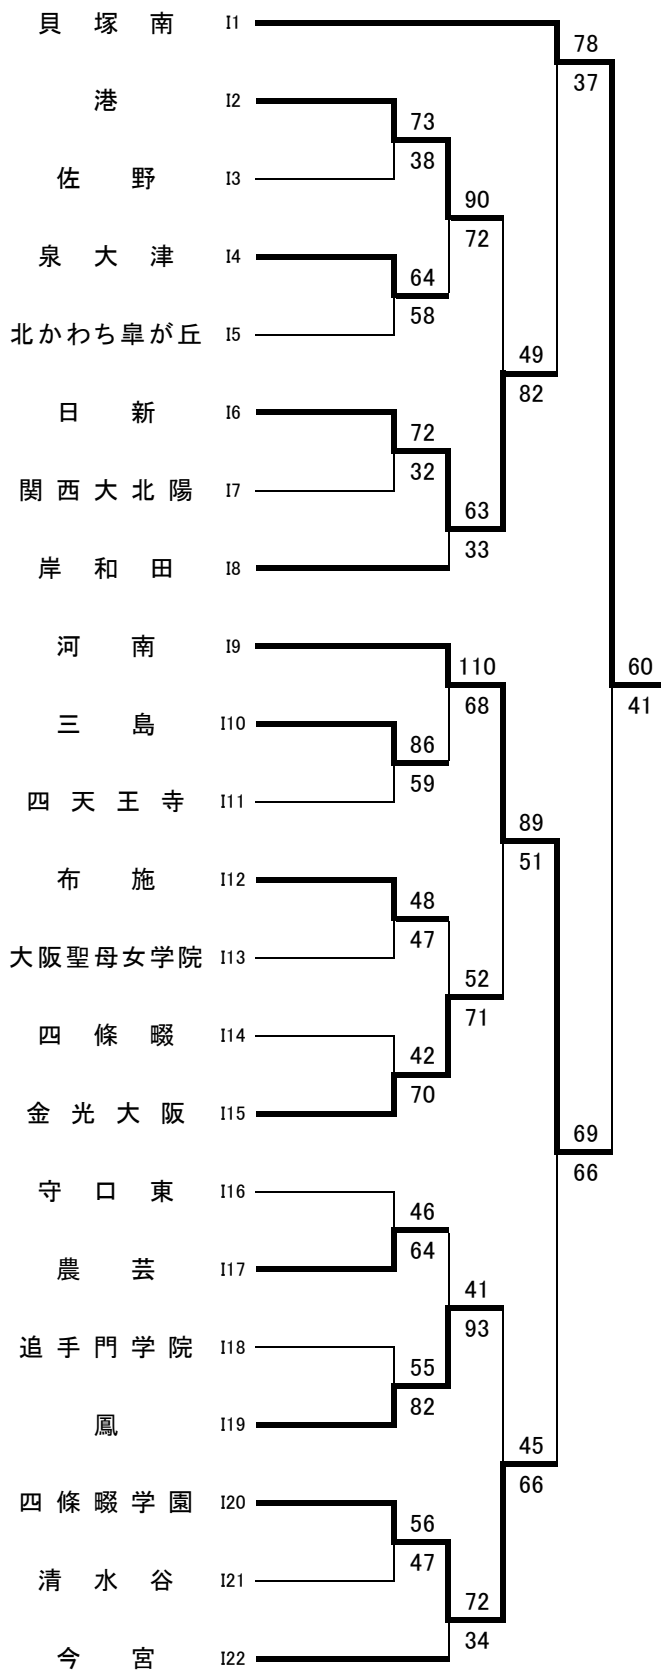 貝塚南 I1
78
37
港 I2
73
38
佐野 I3
90
72
泉大津 I4
64
58
北かわち皐が丘 I5
49
82
日新 I6
72
32
関西大北陽 I7
63
33
岸和田 I8
河南 I9
110
68
60
41
三島 I10
86
59
四天王寺 I11
89
51
布施 I12
48
47
大阪聖母女学院 I13
52
71
四條畷 I14
42
70
金光大阪 I15
69
66
守口東 I16
46
64
農芸 I17
41
93
追手門学院 I18
55
82
鳳 I19
45
66
四條畷学園 I20
56
47
清水谷 I21
72
34
今宮 I22